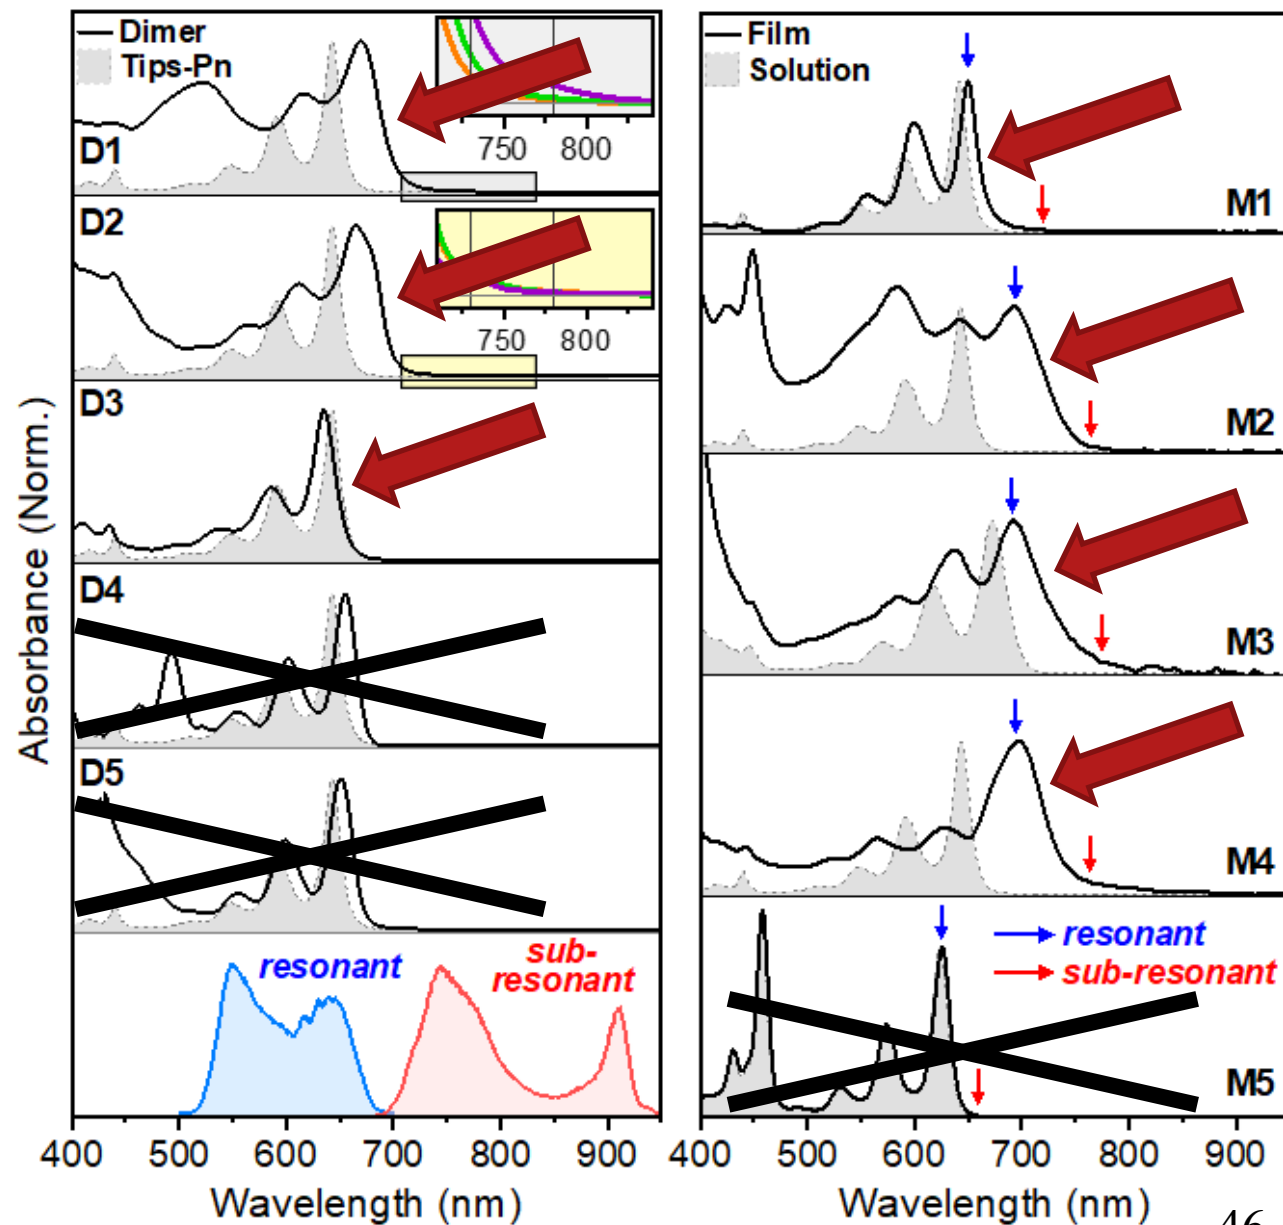 Dimer
Tips-Pn
750 800
D1
D2
750 800
D3
D4
D5
resonant
sub-
resonant
400 500 600 700 800 900
Wavelength (nm)
Absorbance (Norm.)
Film
Solution
M1
M2
M3
M4
resonant
sub-resonant
M5
400 500 600 700 800 900
Wavelength (nm)